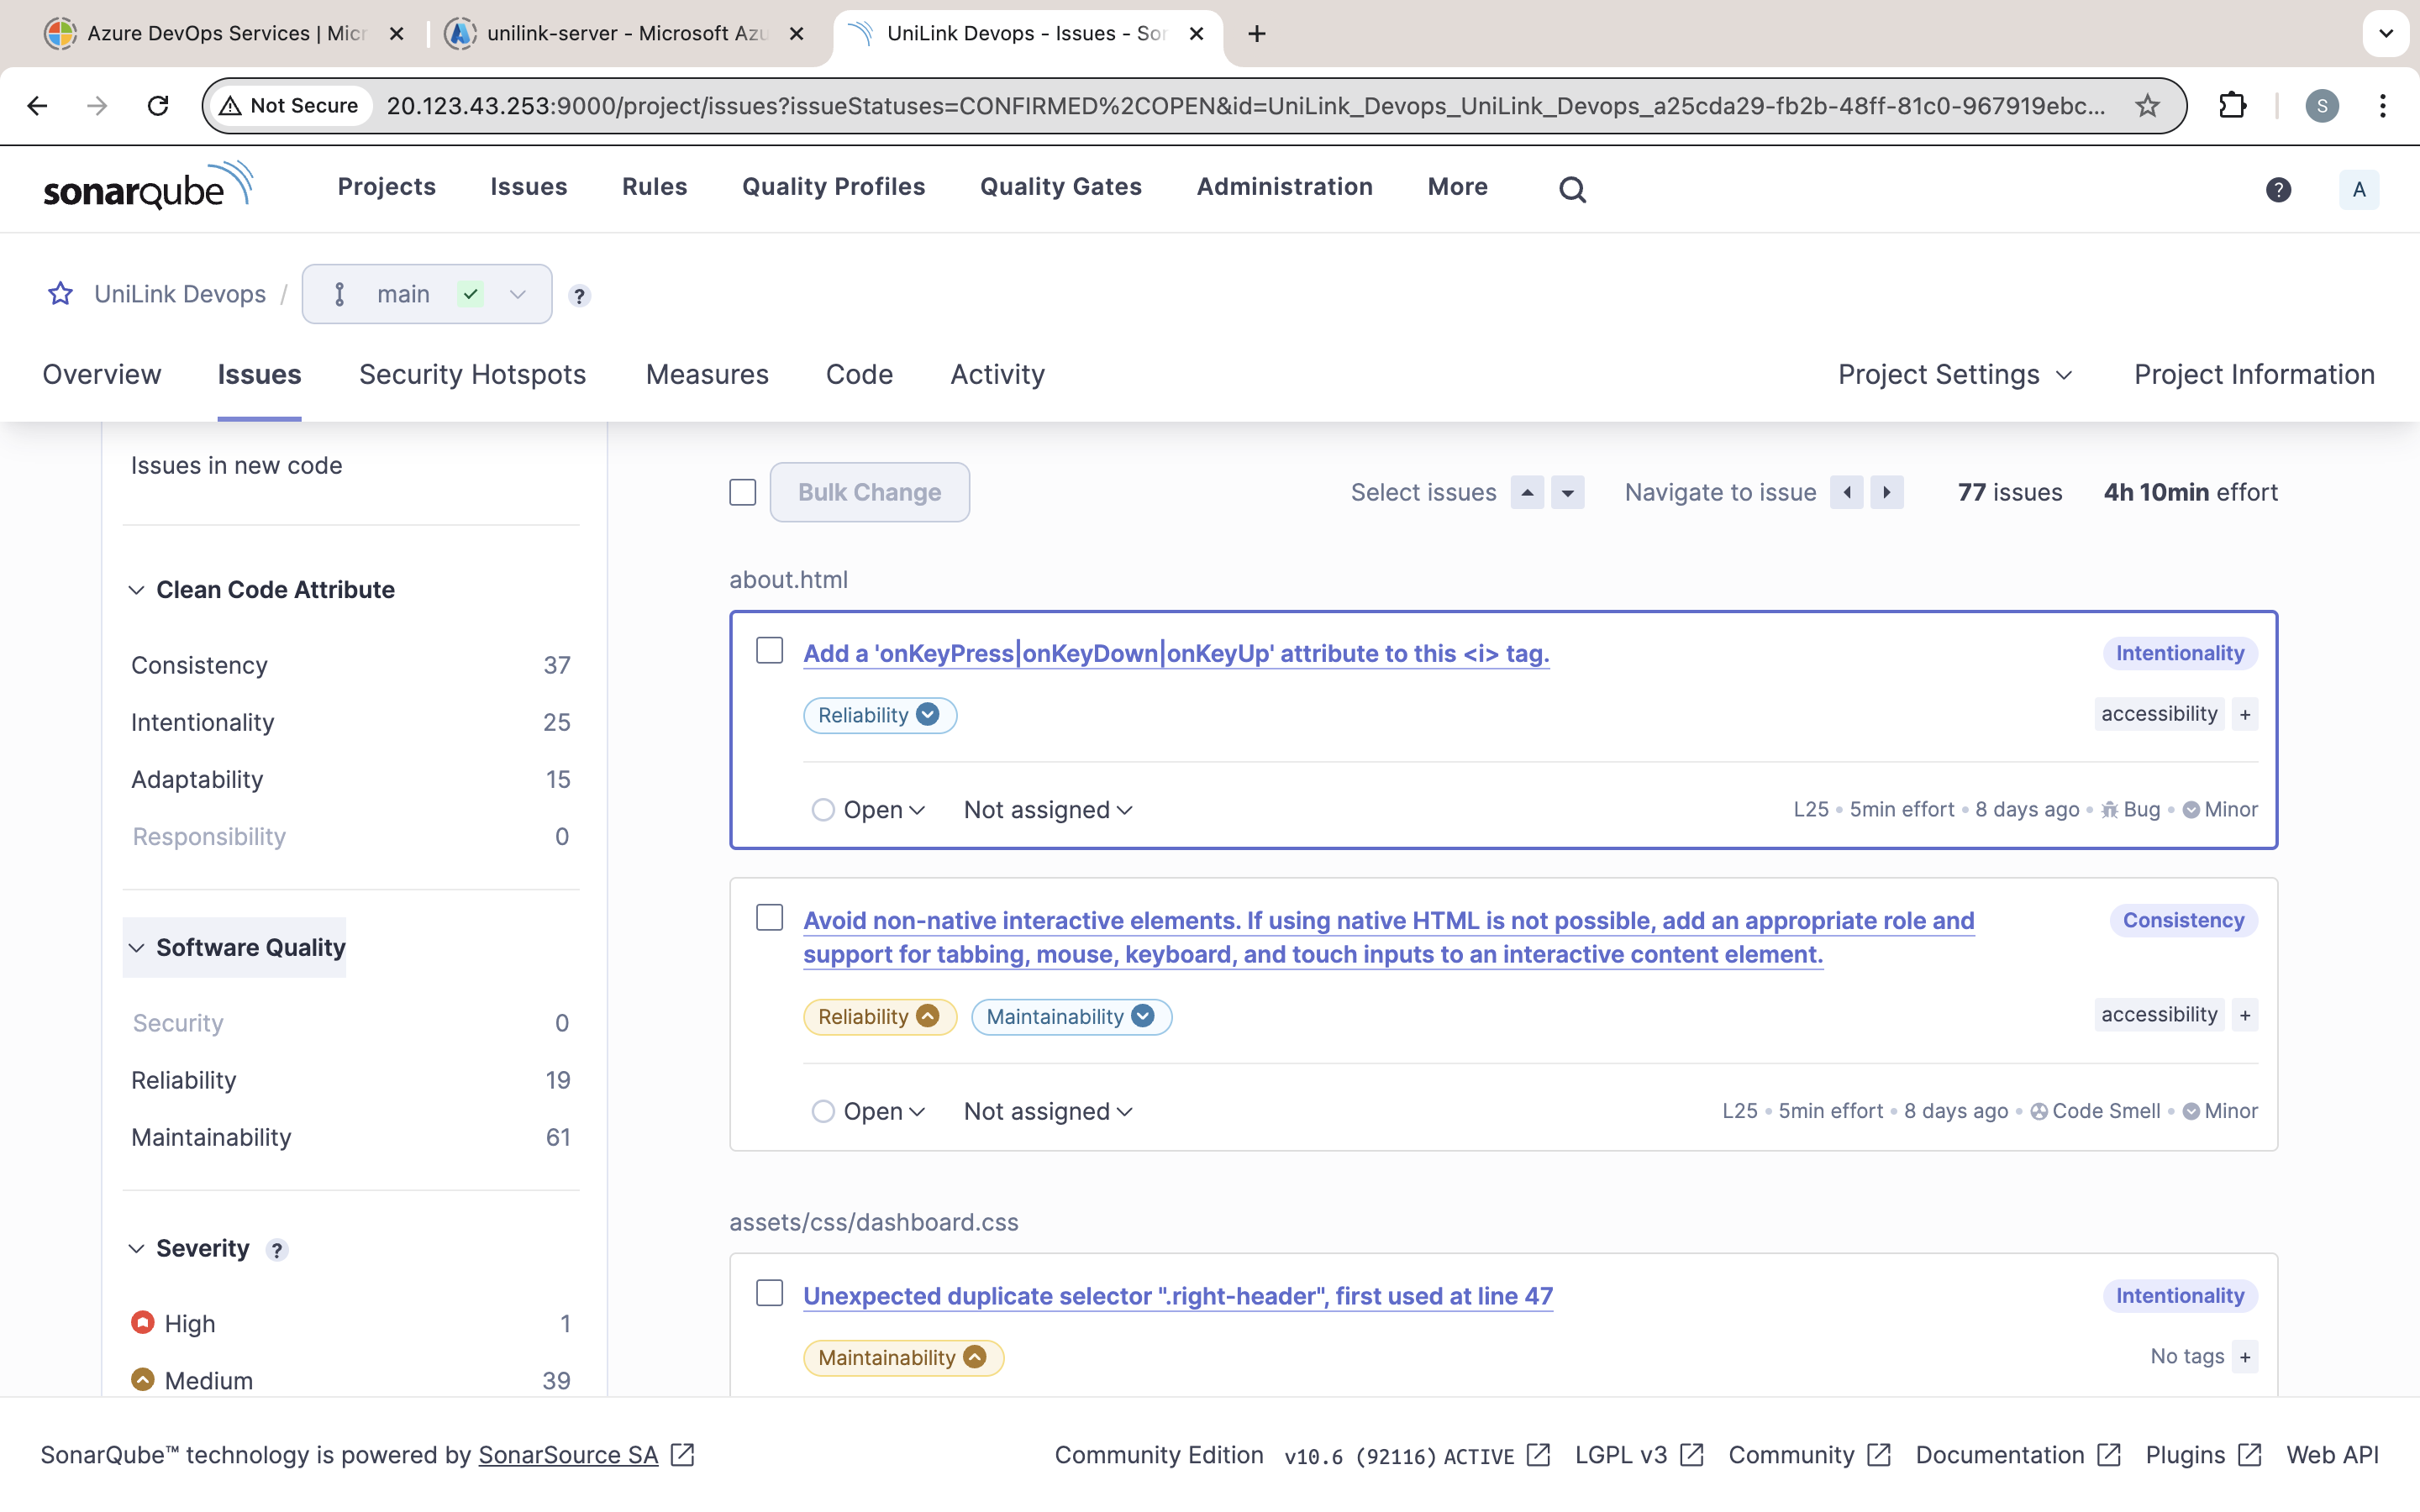 Azure DevOps Services | Micr
unilink-server - Microsoft Azu
UniLink Devops - Issues - Son
Not Secure
20.123.43.253:9000/project/issues?issueStatuses=CONFIRMED%2COPEN&id=UniLink_Devops_UniLink_Devops_a25cda29-fb2b-48ff-81c0-967919ebc...
S
sonarqube
Projects
Issues
Rules
Quality Profiles
Quality Gates
Administration
More
?
A
UniLink Devops /
main
?
Overview
Issues
Security Hotspots
Measures
Code
Activity
Project Settings
Project Information
Issues in new code
Clean Code Attribute
Consistency 37
Intentionality 25
Adaptability 15
Responsibility 0
Software Quality
Security 0
Reliability 19
Maintainability 61
Severity ?
High 1
Medium 39
Bulk Change
Select issues
Navigate to issue
77 issues
4h 10min effort
about.html
Add a 'onKeyPress|onKeyDown|onKeyUp' attribute to this <i> tag.
Intentionality
Reliability
accessibility +
Open
Not assigned
L25 • 5min effort • 8 days ago • Bug • Minor
Avoid non-native interactive elements. If using native HTML is not possible, add an appropriate role and
support for tabbing, mouse, keyboard, and touch inputs to an interactive content element.
Consistency
Reliability
Maintainability
accessibility +
Open
Not assigned
L25 • 5min effort • 8 days ago • Code Smell • Minor
assets/css/dashboard.css
Unexpected duplicate selector ".right-header", first used at line 47
Intentionality
Maintainability
No tags +
SonarQube™ technology is powered by SonarSource SA
Community Edition
v10.6 (92116) ACTIVE
LGPL v3
Community
Documentation
Plugins
Web API